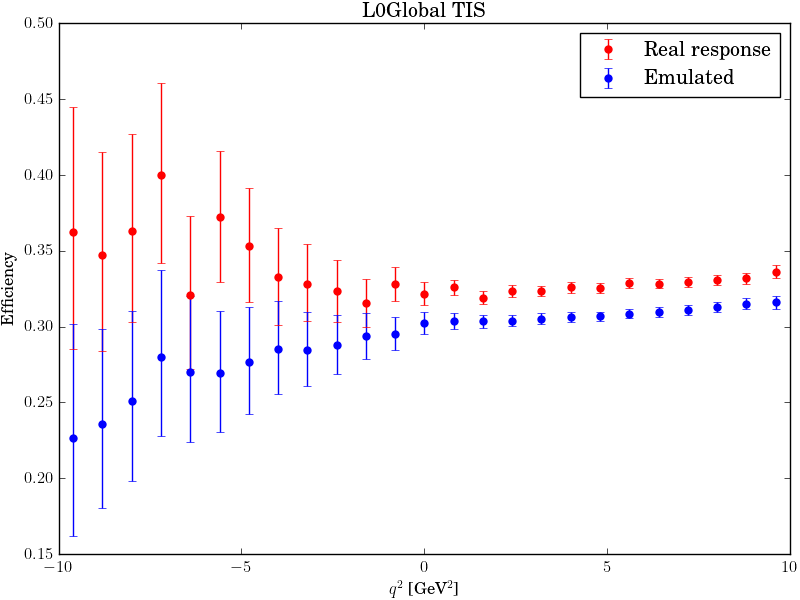 L0Global TIS
Real response
Emulated
Efficiency
0.50
0.45
0.40
0.35
0.30
0.25
0.20
0.15
−10
−5
0
5
10
q² [GeV²]